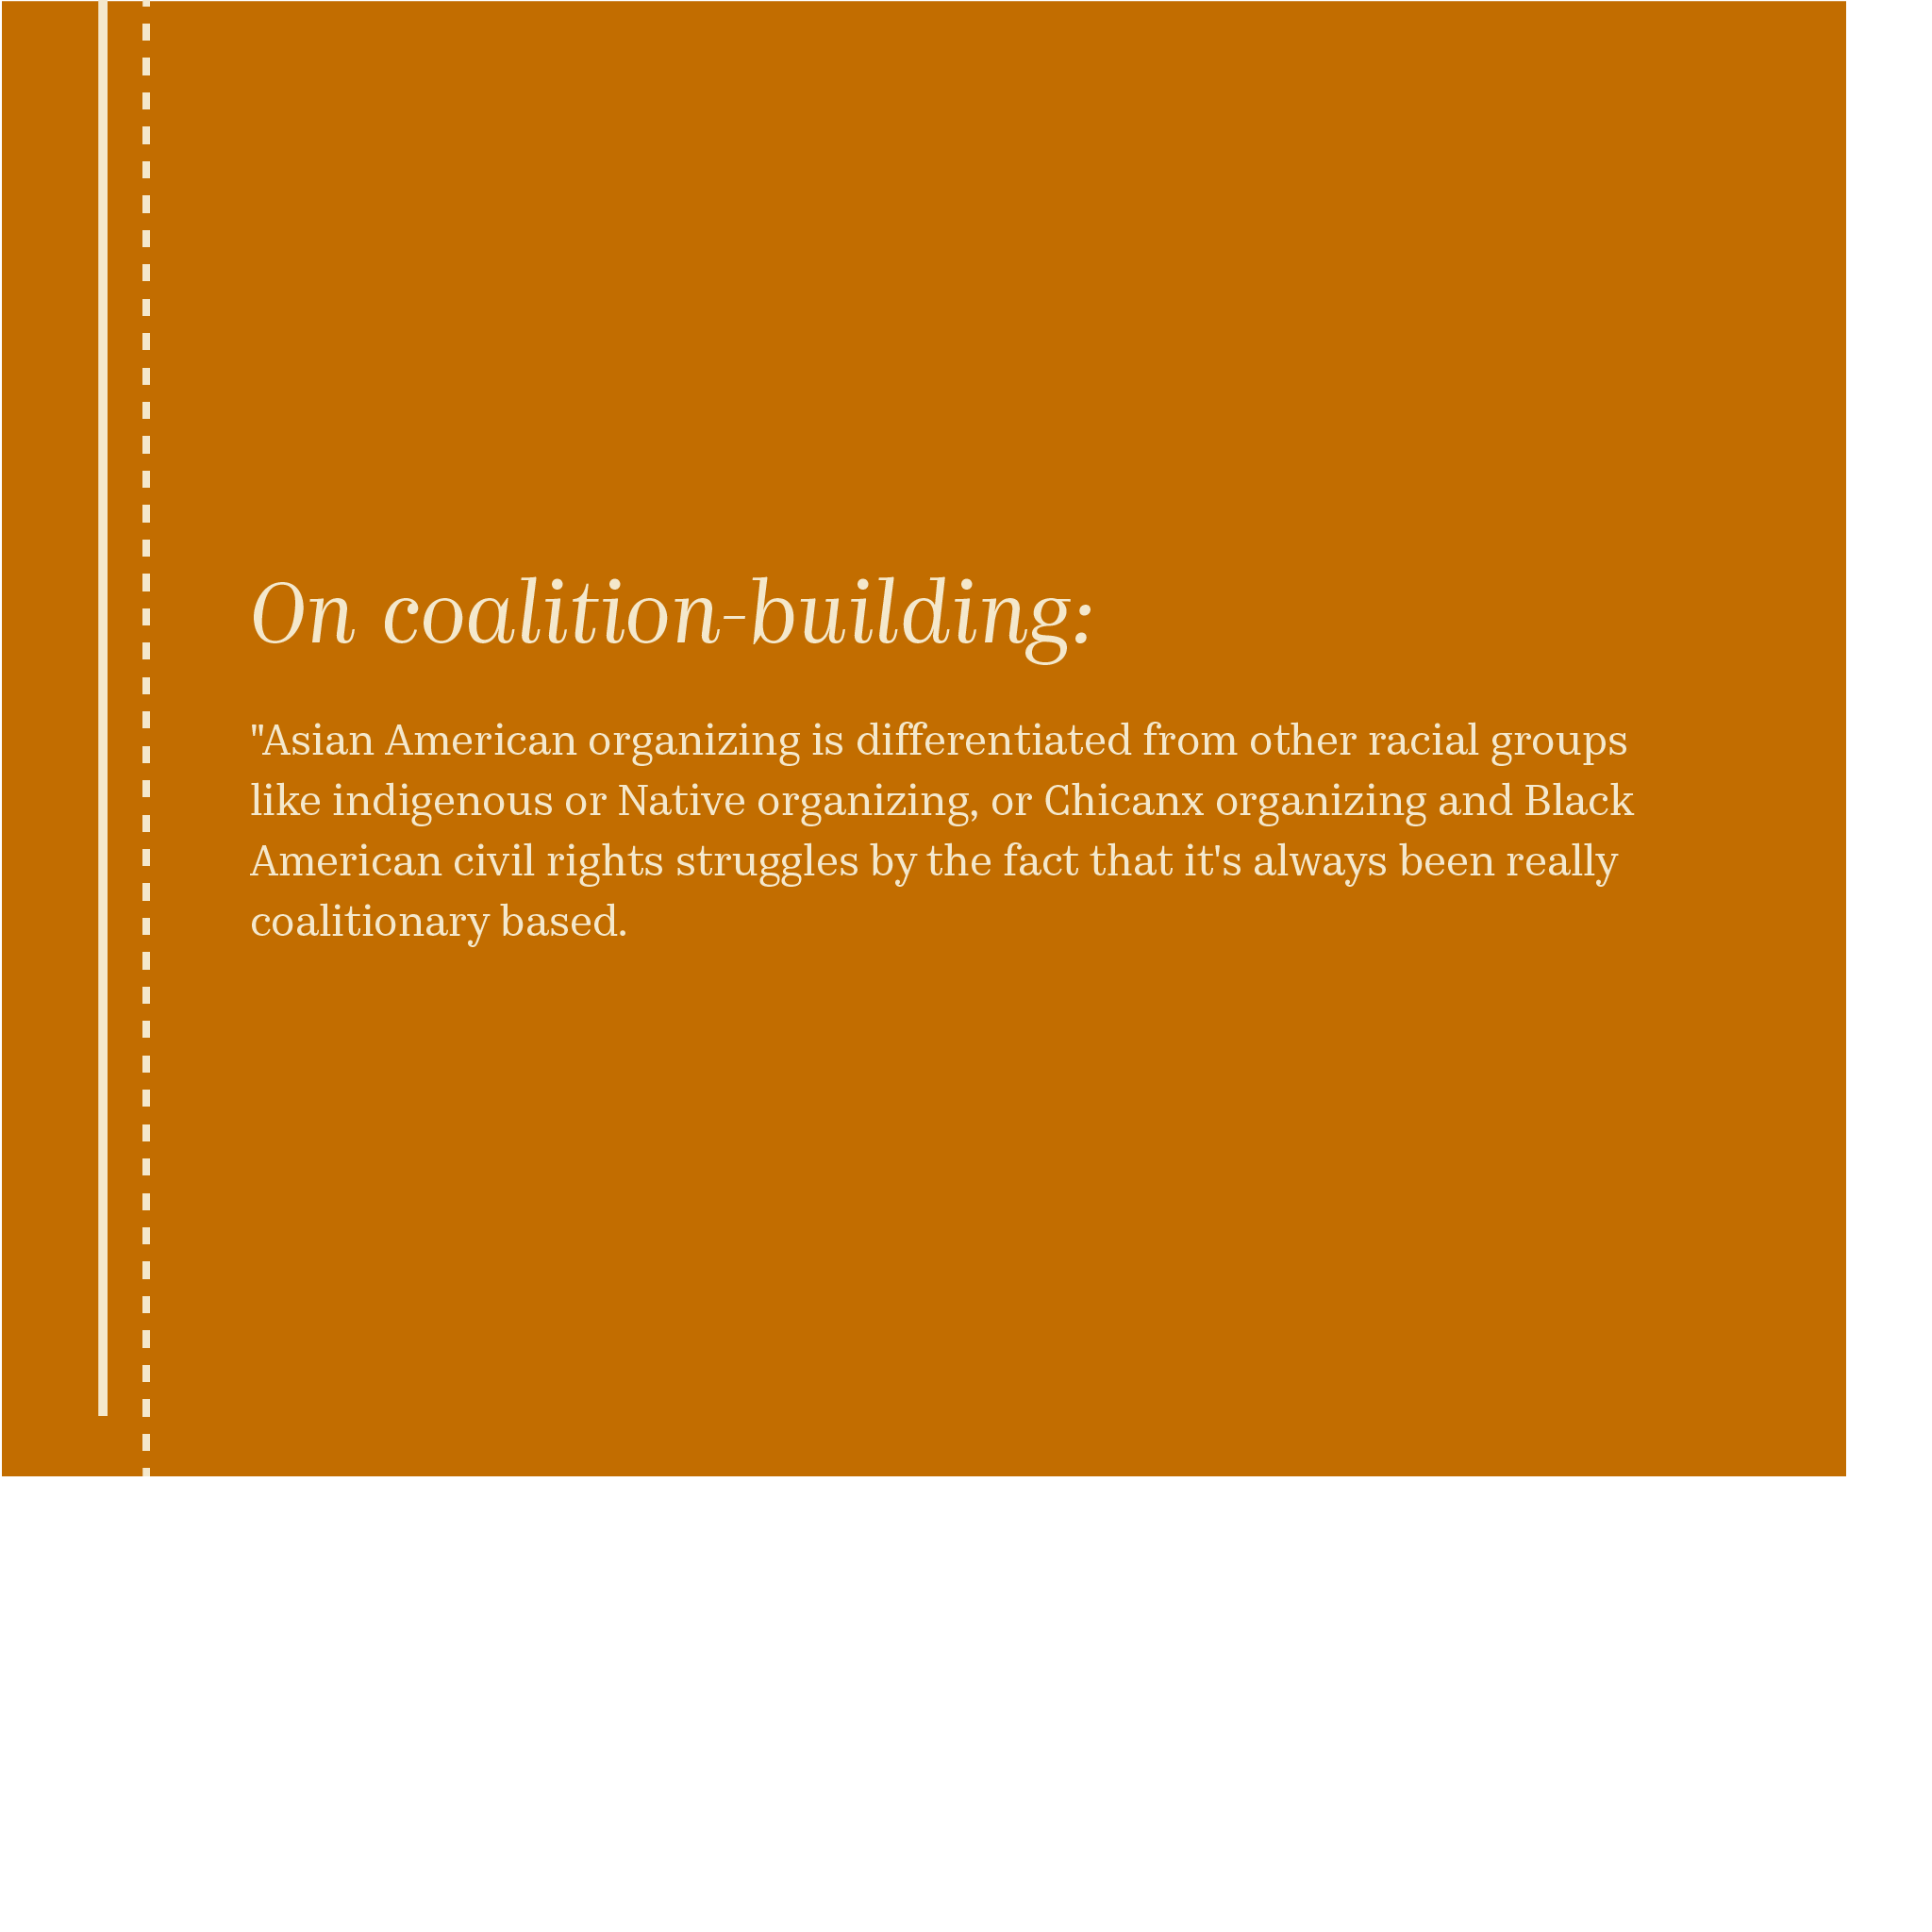 On coalition-building:
"Asian American organizing is differentiated from other racial groups
like indigenous or Native organizing, or Chicanx organizing and Black
American civil rights struggles by the fact that it's always been really
coalitionary based.